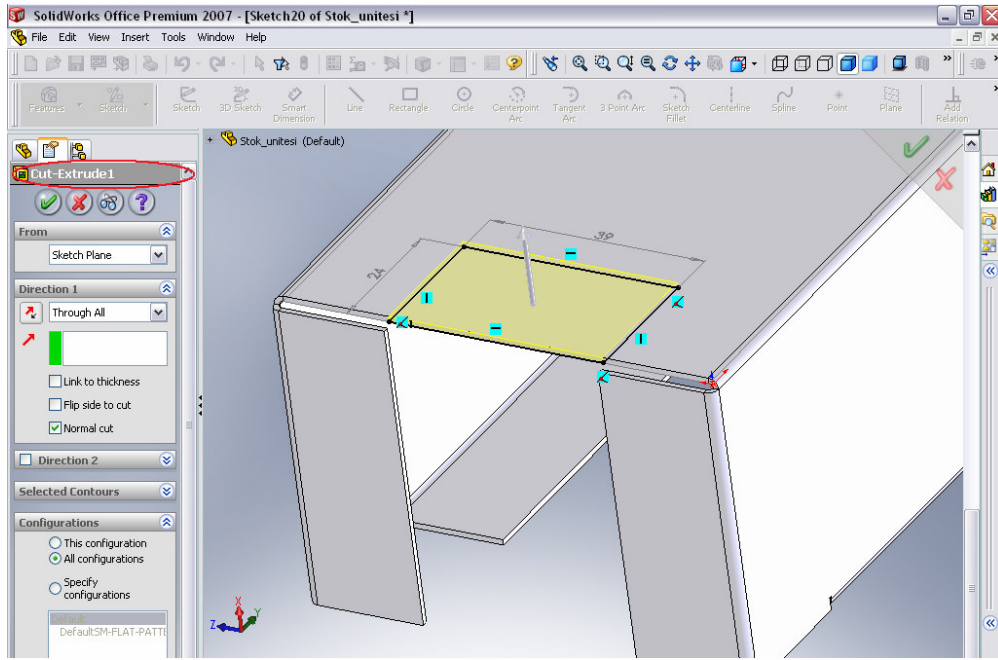 SolidWorks Office Premium 2007 - [Sketch20 of Stok_unitesi *]
File Edit View Insert Tools Window Help
Features Sketch Sketch 3D Sketch Smart Dimension Line Rectangle Circle Centerpoint Arc Tangent Arc 3 Point Arc Sketch Fillet Centerline Spline Point Plane Add Relation
Stok_unitesi (Default)
Cut-Extrude1
From
Sketch Plane
Direction 1
Through All
Link to thickness
Flip side to cut
Normal cut
Direction 2
Selected Contours
Configurations
This configuration
All configurations
Specify
configurations
Default
DefaultSM-FLAT-PATTE
39
24
X
Y
Z